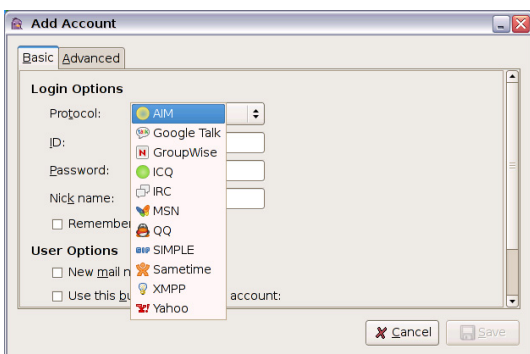 Add Account
Basic Advanced
Login Options
Protocol: AIM
Google Talk
ID:
GroupWise
Password:
ICQ
IRC
Nick name:
MSN
Remember
QQ
User Options
SIMPLE
New mail n
Sametime
XMPP
Use this bu account:
Yahoo
Cancel Save